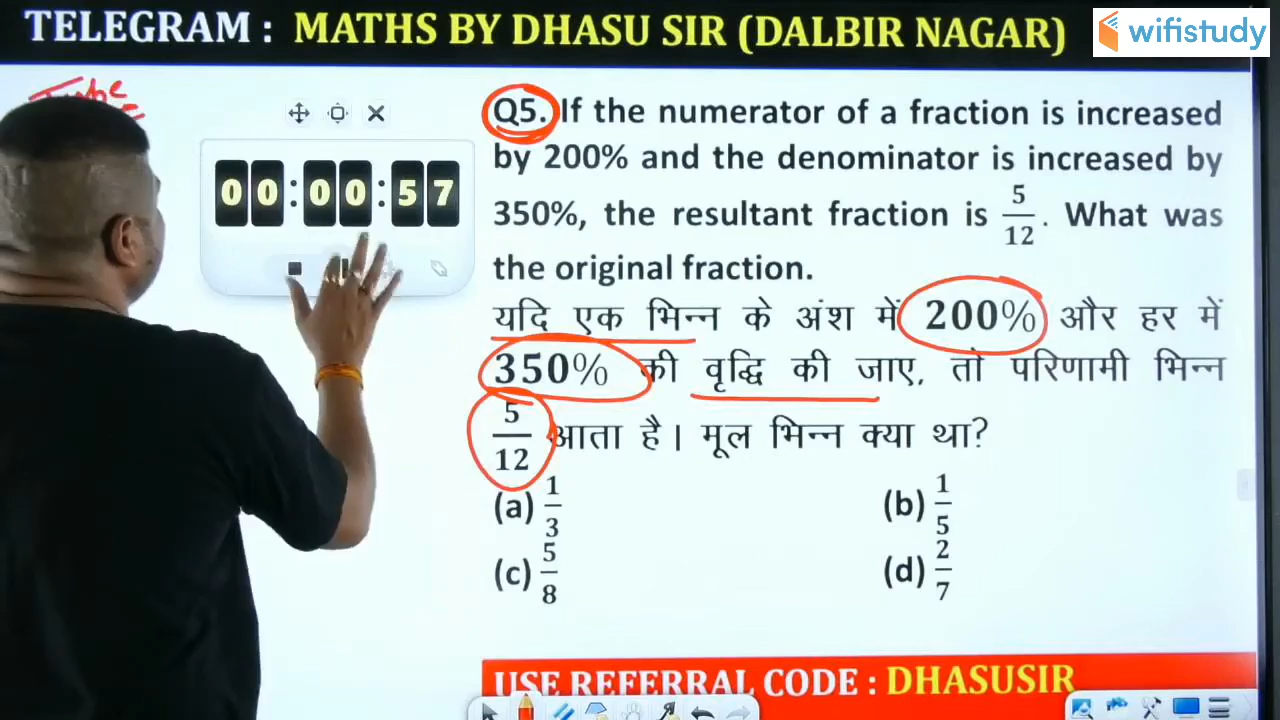 TELEGRAM : MATHS BY DHASU SIR (DALBIR NAGAR)
wifistudy
Type
00:00:57
Q5. If the numerator of a fraction is increased
by 200% and the denominator is increased by
350%, the resultant fraction is 5/12. What was
the original fraction.
यदि एक भिन्न के अंश में 200% और हर में
350% की वृद्धि की जाए, तो परिणामी भिन्न
5/12 आता है। मूल भिन्न क्या था?
(a) 1/3 (b) 1/5
(c) 5/8 (d) 2/7
USE REFERRAL CODE : DHASUSIR